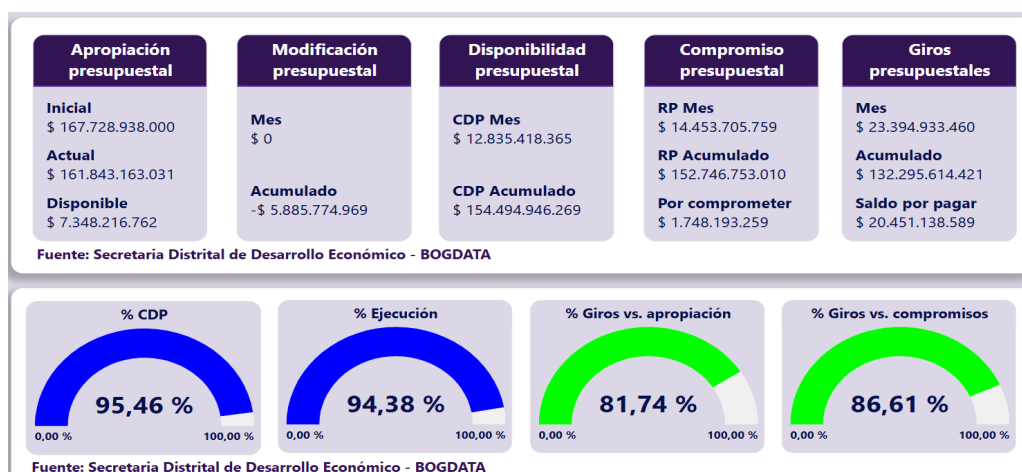 Apropiación
presupuestal
Inicial
$ 167.728.938.000
Actual
$ 161.843.163.031
Disponible
$ 7.348.216.762
Modificación
presupuestal
Mes
$ 0
Acumulado
-$ 5.885.774.969
Disponibilidad
presupuestal
CDP Mes
$ 12.835.418.365
CDP Acumulado
$ 154.494.946.269
Compromiso
presupuestal
RP Mes
$ 14.453.705.759
RP Acumulado
$ 152.746.753.010
Por comprometer
$ 1.748.193.259
Giros
presupuestales
Mes
$ 23.394.933.460
Acumulado
$ 132.295.614.421
Saldo por pagar
$ 20.451.138.589
Fuente: Secretaria Distrital de Desarrollo Económico - BOGDATA
% CDP
95,46 %
0,00 %
100,00 %
% Ejecución
94,38 %
0,00 %
100,00 %
% Giros vs. apropiación
81,74 %
0,00 %
100,00 %
% Giros vs. compromisos
86,61 %
0,00 %
100,00 %
Fuente: Secretaria Distrital de Desarrollo Económico - BOGDATA